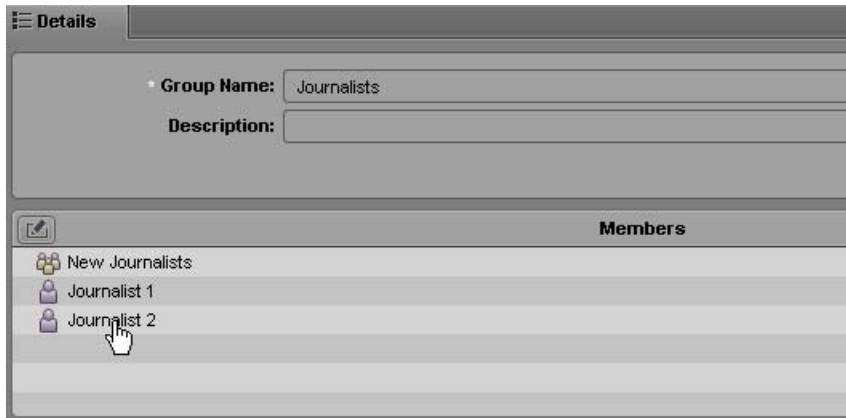 Details
* Group Name: Journalists
Description:
Members
New Journalists
Journalist 1
Journalist 2